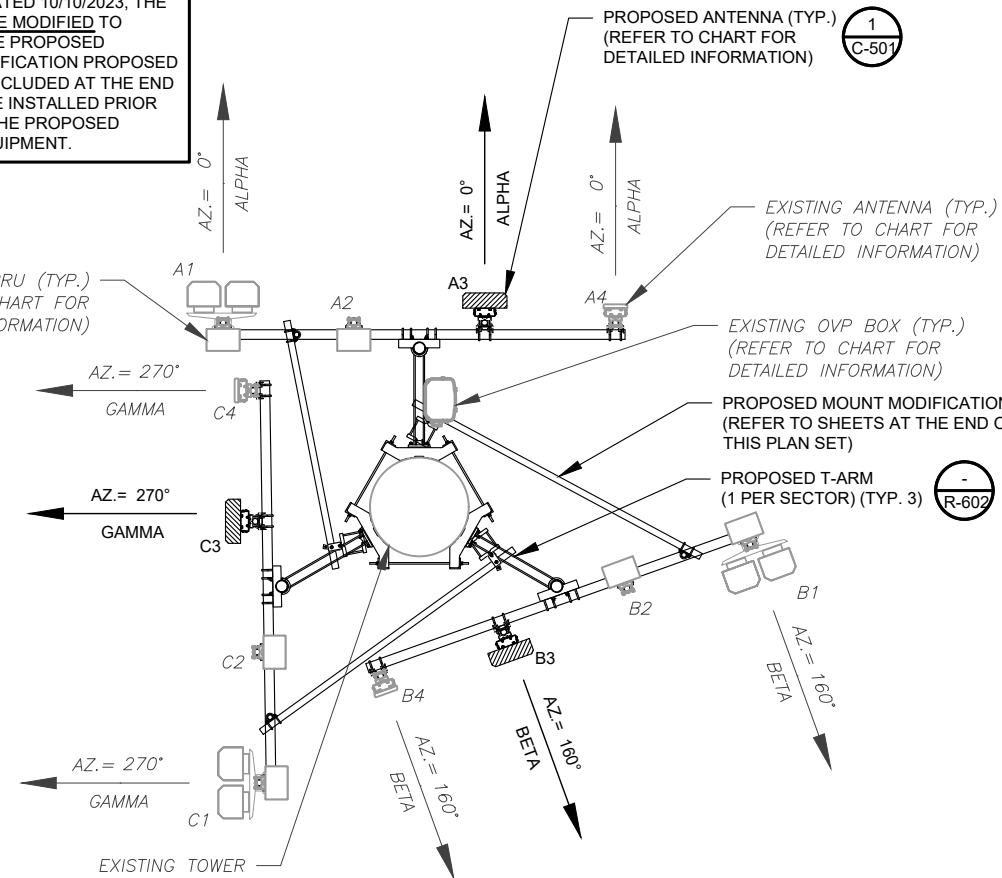 ATED 10/10/2023, THE
E MODIFIED TO
E PROPOSED
IFICATION PROPOSED
CLUDED AT THE END
E INSTALLED PRIOR
HE PROPOSED
UIPMENT.
PROPOSED ANTENNA (TYP.)
(REFER TO CHART FOR
DETAILED INFORMATION)
1
C-501
AZ.= 0°
ALPHA
AZ.= 0°
ALPHA
AZ.= 0°
ALPHA
EXISTING ANTENNA (TYP.)
(REFER TO CHART FOR
DETAILED INFORMATION)
RRU (TYP.)
CHART FOR
FORMATION)
A1
A2
A3
A4
EXISTING OVP BOX (TYP.)
(REFER TO CHART FOR
DETAILED INFORMATION)
AZ.= 270°
GAMMA
C4
PROPOSED MOUNT MODIFICATION
(REFER TO SHEETS AT THE END O
THIS PLAN SET)
PROPOSED T-ARM
(1 PER SECTOR) (TYP. 3)
-
R-602
AZ.= 270°
GAMMA
C3
B1
B2
C2
B3
B4
AZ.= 160°
BETA
AZ.= 160°
BETA
AZ.= 160°
BETA
AZ.= 270°
GAMMA
C1
EXISTING TOWER